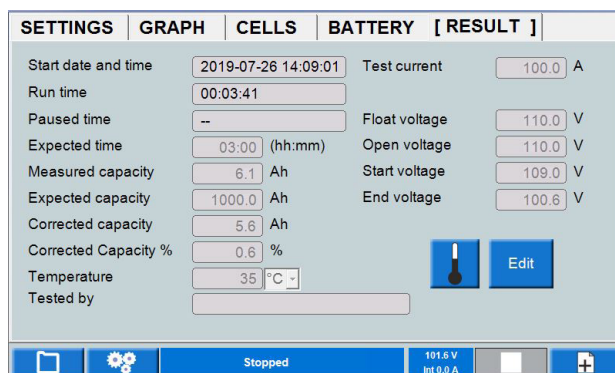 SETTINGS GRAPH CELLS BATTERY [ RESULT ]
Start date and time 2019-07-26 14:09:01 Test current 100.0 A
Run time 00:03:41
Paused time -- Float voltage 110.0 V
Expected time 03:00 (hh:mm) Open voltage 110.0 V
Measured capacity 6.1 Ah Start voltage 109.0 V
Expected capacity 1000.0 Ah End voltage 100.6 V
Corrected capacity 5.6 Ah
Corrected Capacity % 0.6 %
Temperature 35 °C
Edit
Tested by
Stopped
101.6 V
Int 0.0 A